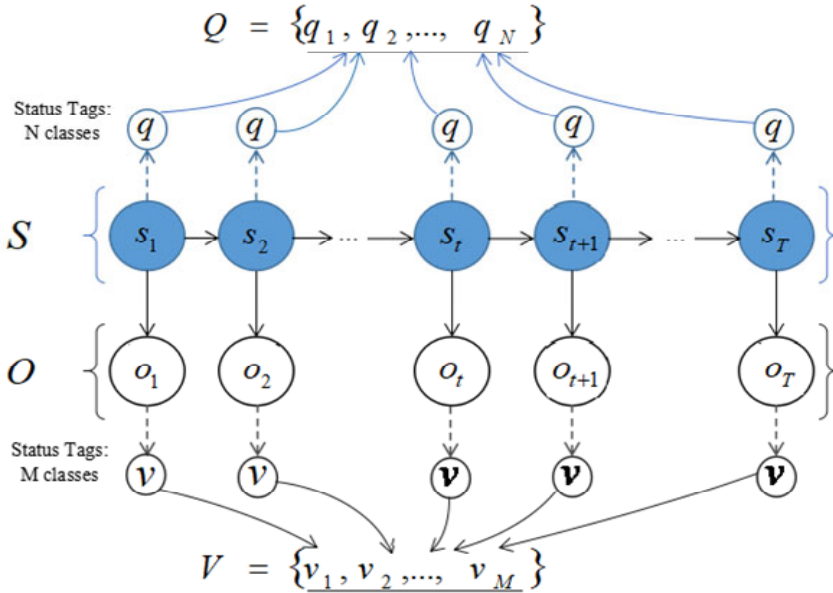 Q = {q1, q2,..., qN}
Status Tags:
N classes
q q q q q
S s1 s2 ... st st+1 ... sT
O o1 o2 ot ot+1 oT
Status Tags:
M classes
v v v v v
V = {v1, v2,..., vM}